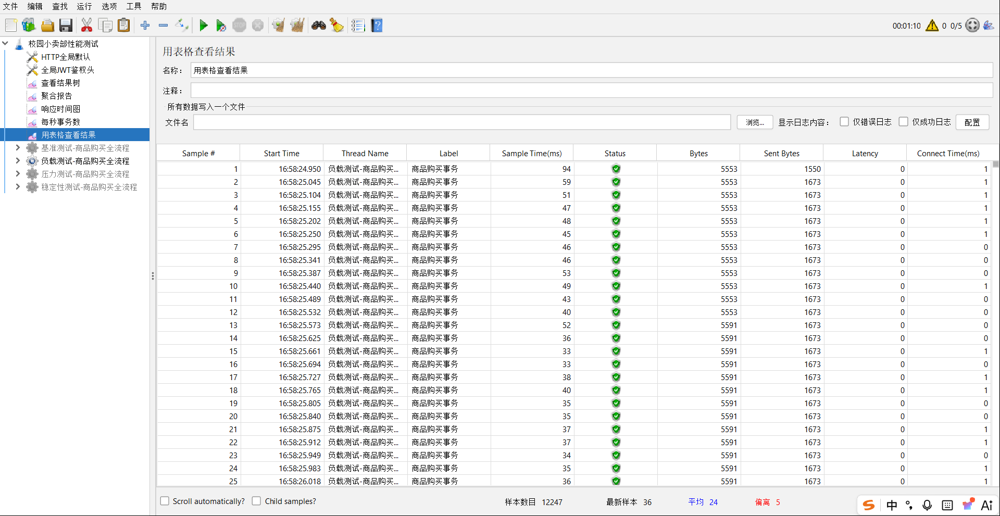 文件 编辑 查找 运行 选项 工具 帮助
STOP
00:01:10 0 0/5
校园小卖部性能测试
HTTP全局默认
全局JWT鉴权头
查看结果树
聚合报告
响应时间图
每秒事务数
用表格查看结果
基准测试-商品购买全流程
负载测试-商品购买全流程
压力测试-商品购买全流程
稳定性测试-商品购买全流程
用表格查看结果
名称： 用表格查看结果
注释：
所有数据写入一个文件
文件名 浏览... 显示日志内容： 仅错误日志 仅成功日志 配置
Sample # Start Time Thread Name Label Sample Time(ms) Status Bytes Sent Bytes Latency Connect Time(ms)
1 16:58:24.950 负载测试-商品购买... 商品购买事务 94 5553 1550 0 1
2 16:58:25.045 负载测试-商品购买... 商品购买事务 59 5553 1673 0 1
3 16:58:25.104 负载测试-商品购买... 商品购买事务 51 5553 1673 0 1
4 16:58:25.155 负载测试-商品购买... 商品购买事务 47 5553 1673 0 1
5 16:58:25.202 负载测试-商品购买... 商品购买事务 48 5553 1673 0 1
6 16:58:25.250 负载测试-商品购买... 商品购买事务 45 5553 1673 0 1
7 16:58:25.295 负载测试-商品购买... 商品购买事务 46 5553 1673 0 0
8 16:58:25.341 负载测试-商品购买... 商品购买事务 46 5553 1673 0 0
9 16:58:25.387 负载测试-商品购买... 商品购买事务 53 5553 1673 0 0
10 16:58:25.440 负载测试-商品购买... 商品购买事务 49 5553 1673 0 1
11 16:58:25.489 负载测试-商品购买... 商品购买事务 43 5553 1673 0 0
12 16:58:25.532 负载测试-商品购买... 商品购买事务 40 5553 1673 0 0
13 16:58:25.573 负载测试-商品购买... 商品购买事务 52 5591 1673 0 0
14 16:58:25.625 负载测试-商品购买... 商品购买事务 36 5591 1673 0 0
15 16:58:25.661 负载测试-商品购买... 商品购买事务 33 5591 1673 0 1
16 16:58:25.694 负载测试-商品购买... 商品购买事务 33 5591 1673 0 0
17 16:58:25.727 负载测试-商品购买... 商品购买事务 38 5591 1673 0 1
18 16:58:25.765 负载测试-商品购买... 商品购买事务 40 5591 1673 0 1
19 16:58:25.805 负载测试-商品购买... 商品购买事务 35 5591 1673 0 0
20 16:58:25.840 负载测试-商品购买... 商品购买事务 35 5591 1673 0 0
21 16:58:25.875 负载测试-商品购买... 商品购买事务 37 5591 1673 0 1
22 16:58:25.912 负载测试-商品购买... 商品购买事务 37 5591 1673 0 1
23 16:58:25.949 负载测试-商品购买... 商品购买事务 34 5591 1673 0 0
24 16:58:25.983 负载测试-商品购买... 商品购买事务 35 5591 1673 0 1
25 16:58:26.018 负载测试-商品购买... 商品购买事务 36 5591 1673 0 1
Scroll automatically? Child samples? 样本数目 12247 最新样本 36 平均 24 偏离 5
S 中 Ai